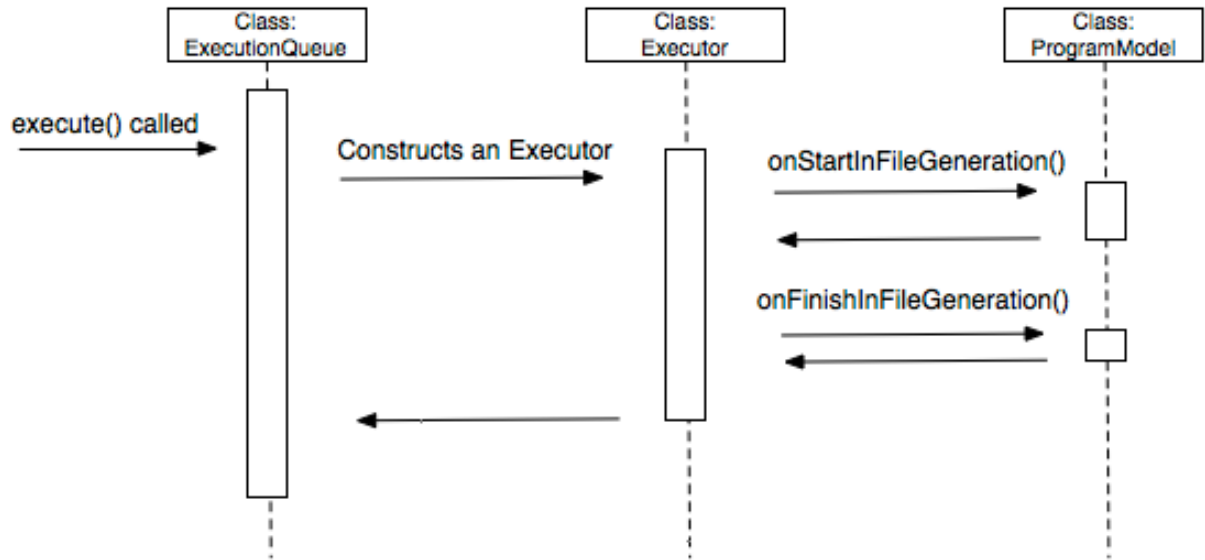 Class:
ExecutionQueue
Class:
Executor
Class:
ProgramModel
execute() called
Constructs an Executor
onStartInFileGeneration()
onFinishInFileGeneration()